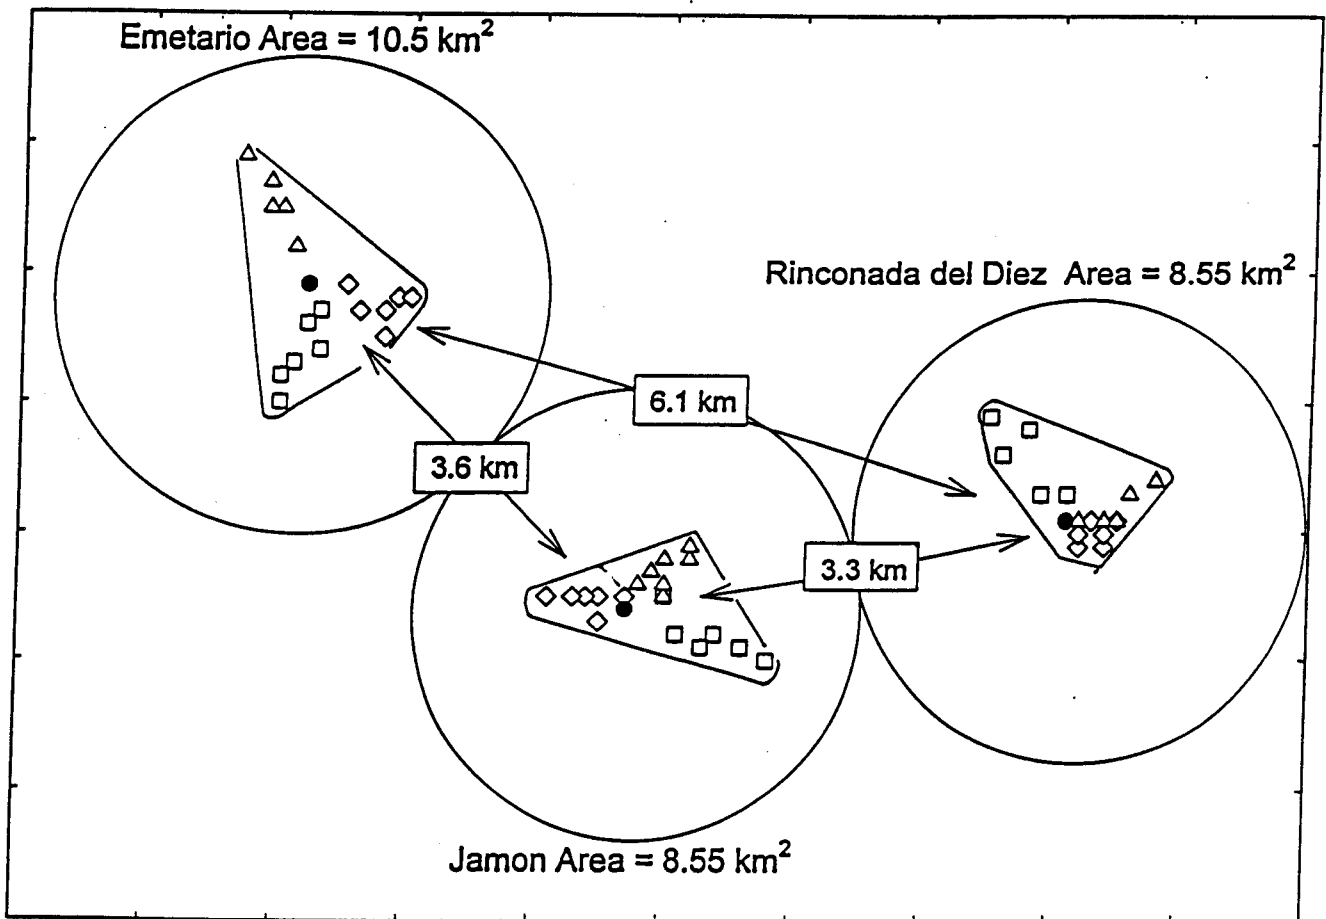 Emetario Area = 10.5 km²
Rinconada del Diez Area = 8.55 km²
6.1 km
3.6 km
3.3 km
Jamon Area = 8.55 km²